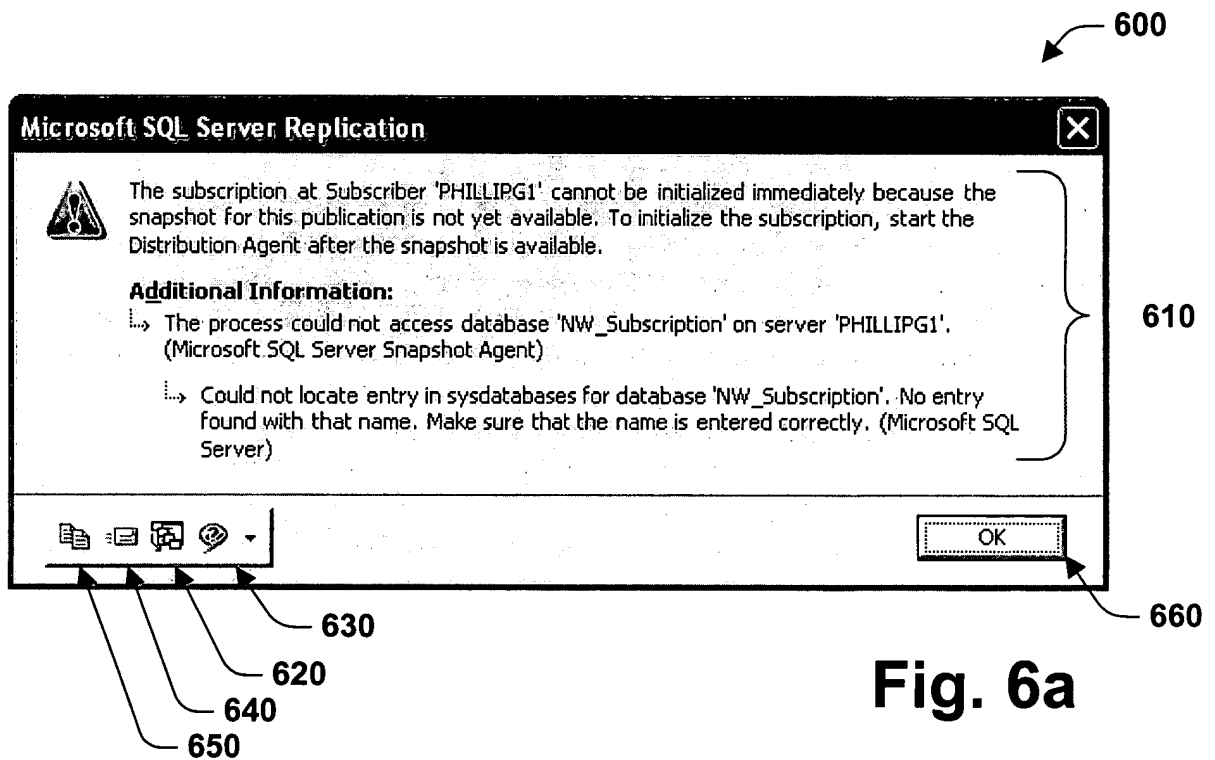 600
Microsoft SQL Server Replication
The subscription at Subscriber 'PHILLIPG1' cannot be initialized immediately because the
snapshot for this publication is not yet available. To initialize the subscription, start the
Distribution Agent after the snapshot is available.
Additional Information:
The process could not access database 'NW_Subscription' on server 'PHILLIPG1'.
(Microsoft SQL Server Snapshot Agent)
Could not locate entry in sysdatabases for database 'NW_Subscription'. No entry
found with that name. Make sure that the name is entered correctly. (Microsoft SQL
Server)
610
OK
630
660
620
640
650
Fig. 6a